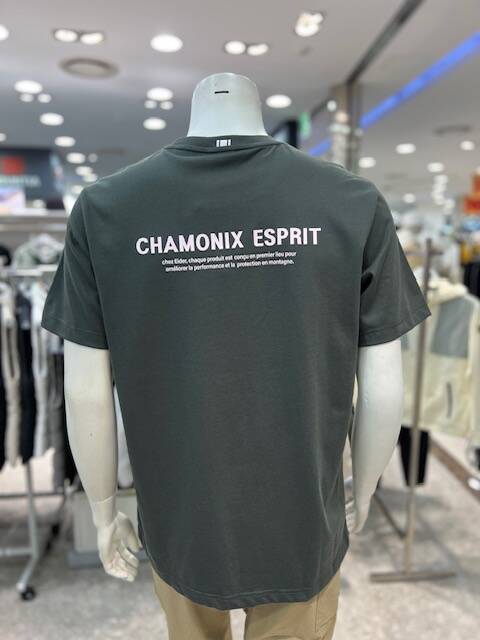 CHAMONIX ESPRIT
chez Eider, chaque produit est conçu en premier lieu pour
améliorer la performance et la protection en montagne.